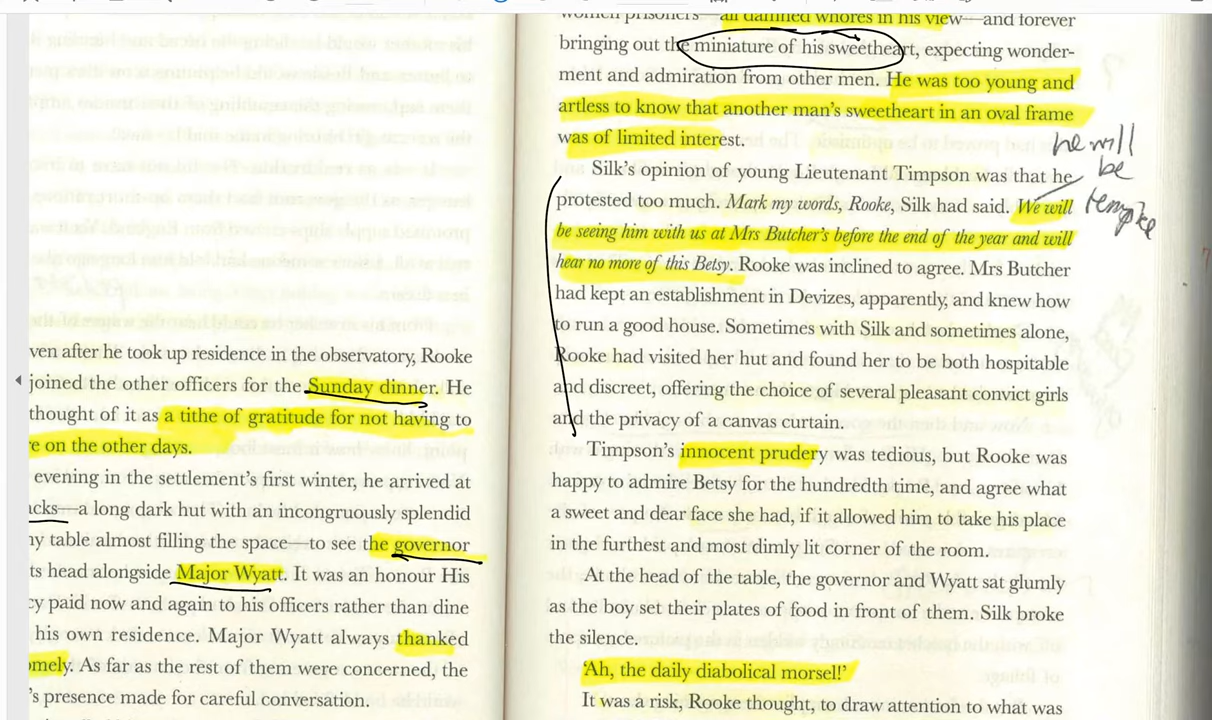 ven after he took up residence in the observatory, Rooke
joined the other officers for the Sunday dinner. He
thought of it as a tithe of gratitude for not having to
re on the other days.
evening in the settlement's first winter, he arrived at
acks—a long dark hut with an incongruously splendid
ny table almost filling the space—to see the governor
ts head alongside Major Wyatt. It was an honour His
cy paid now and again to his officers rather than dine
his own residence. Major Wyatt always thanked
omely. As far as the rest of them were concerned, the
's presence made for careful conversation.
women prisoners—all damned whores in his view—and forever
bringing out the miniature of his sweetheart, expecting wonder-
ment and admiration from other men. He was too young and
artless to know that another man's sweetheart in an oval frame
was of limited interest.
Silk's opinion of young Lieutenant Timpson was that he
protested too much. Mark my words, Rooke, Silk had said. We will
be seeing him with us at Mrs Butcher's before the end of the year and will
hear no more of this Betsy. Rooke was inclined to agree. Mrs Butcher
had kept an establishment in Devizes, apparently, and knew how
to run a good house. Sometimes with Silk and sometimes alone,
Rooke had visited her hut and found her to be both hospitable
and discreet, offering the choice of several pleasant convict girls
and the privacy of a canvas curtain.
Timpson's innocent prudery was tedious, but Rooke was
happy to admire Betsy for the hundredth time, and agree what
a sweet and dear face she had, if it allowed him to take his place
in the furthest and most dimly lit corner of the room.
At the head of the table, the governor and Wyatt sat glumly
as the boy set their plates of food in front of them. Silk broke
the silence.
'Ah, the daily diabolical morsel!'
It was a risk, Rooke thought, to draw attention to what was
he will
be